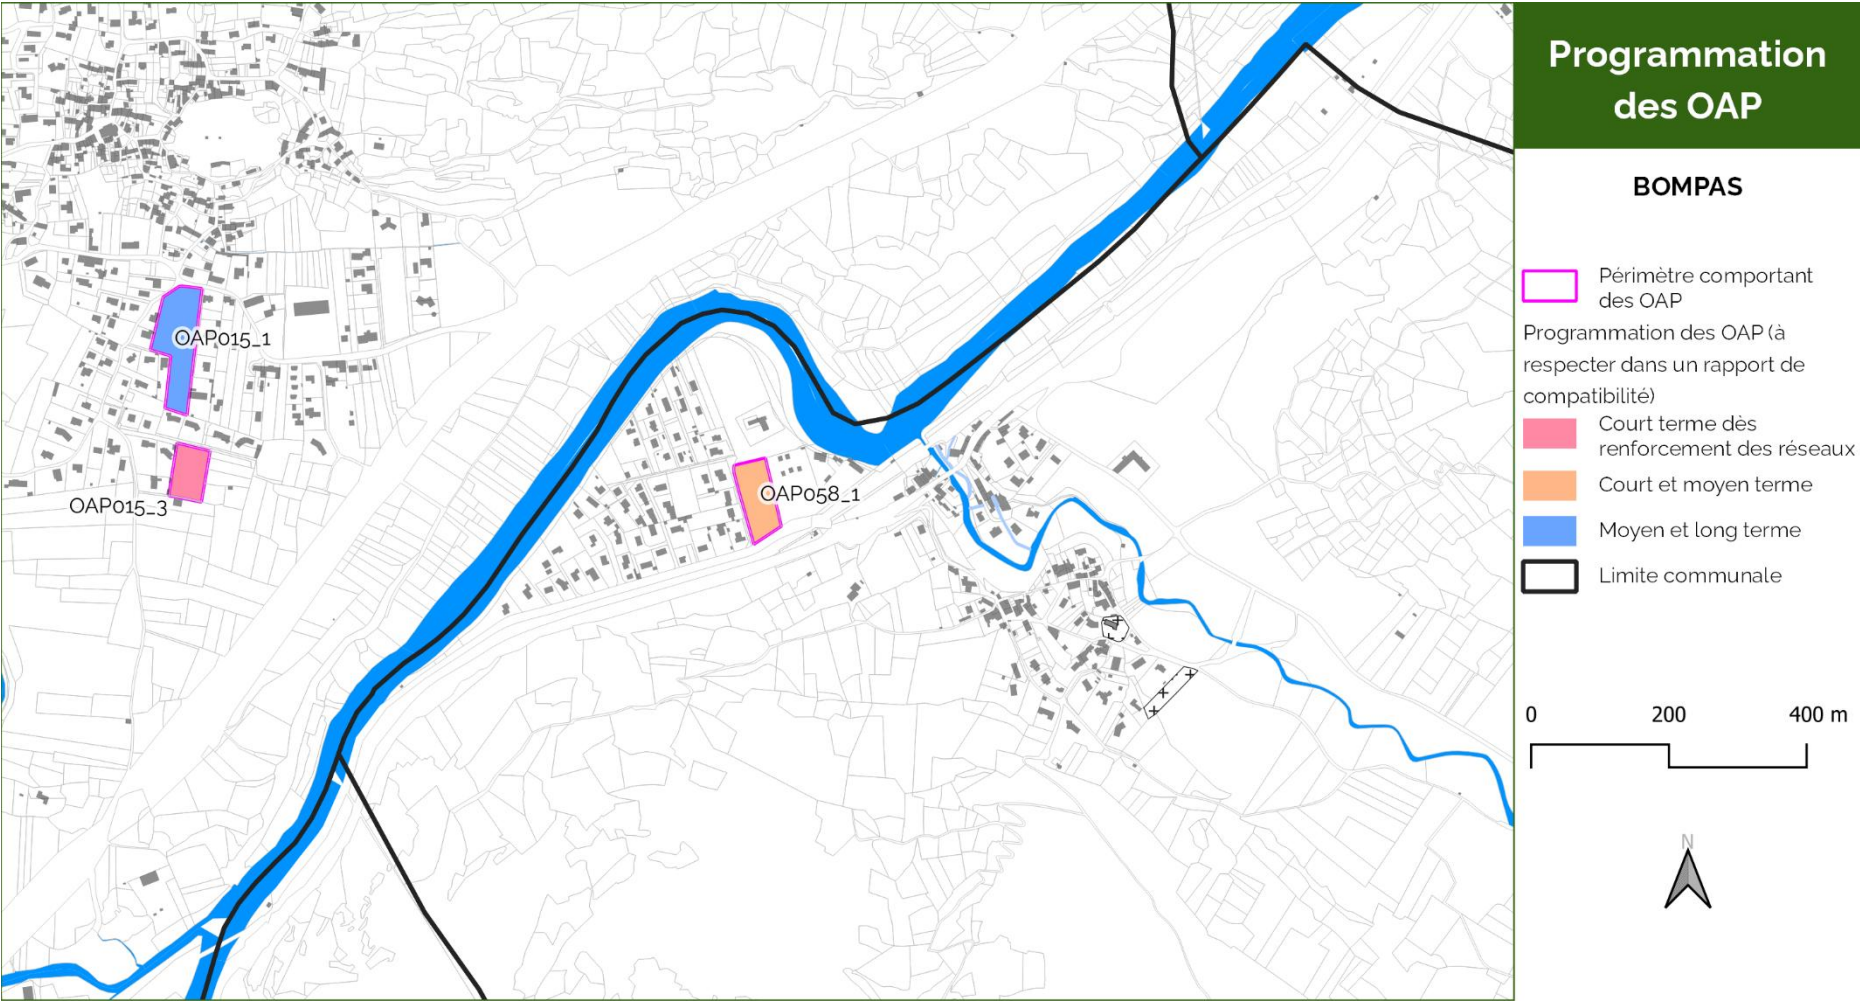 Programmation
des OAP
BOMPAS
Périmètre comportant
des OAP
Programmation des OAP (à
respecter dans un rapport de
compatibilité)
Court terme dès
renforcement des réseaux
Court et moyen terme
Moyen et long terme
Limite communale
0 200 400 m
N
OAP015_1
OAP015_3
OAP058_1